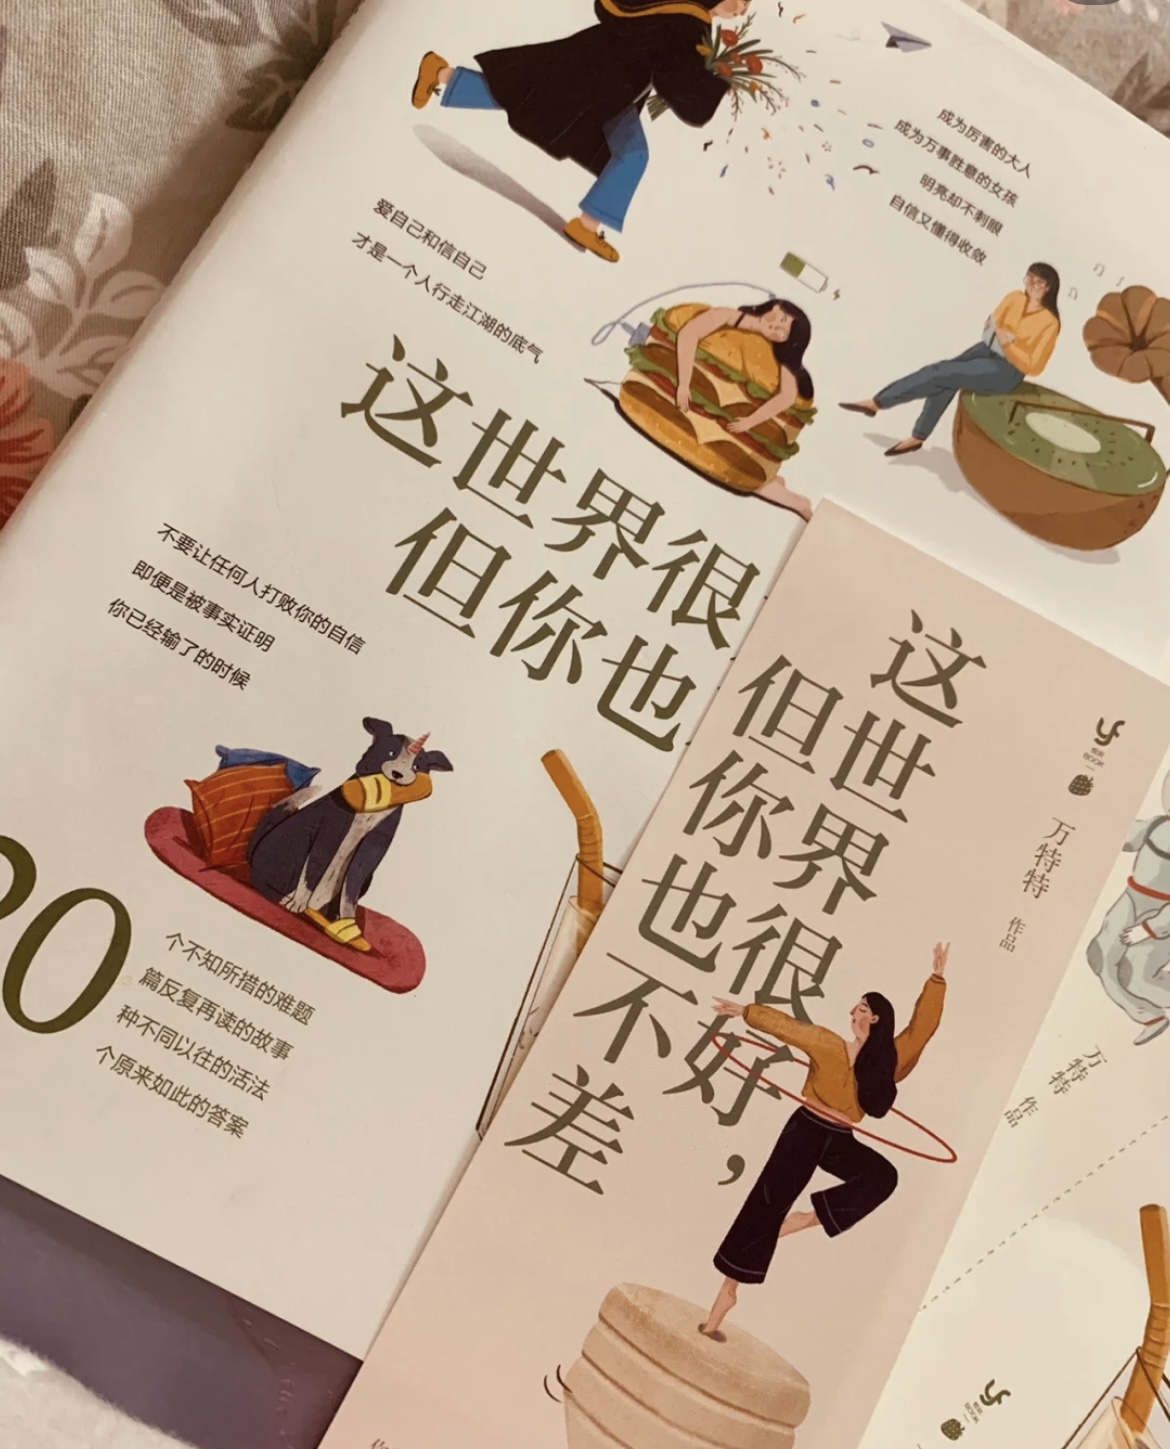 成为厉害的大人
成为万事胜意的女孩
明亮却不刺眼
自信又懂得收敛
爱自己和信自己
才是一个人行走江湖的底气
这世界很
但你也
不要让任何人打败你的自信
即便是被事实证明
你已经输了的时候
个不知所措的难题
篇反复再读的故事
种不同以往的活法
个原来如此的答案
这世界很好，
但你也很不差
万特特 作品
万特特 作品